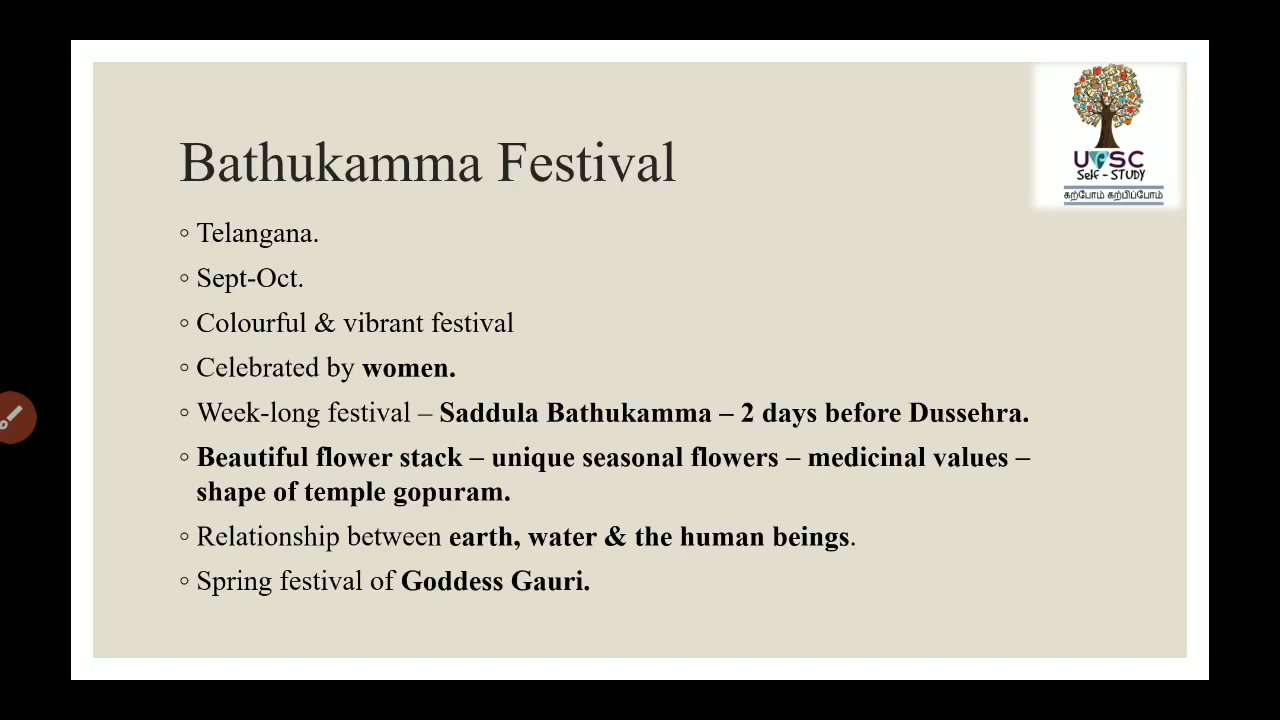 UPSC
Self - STUDY
கற்போம் கற்பிப்போம்
Bathukamma Festival
◦ Telangana.
◦ Sept-Oct.
◦ Colourful & vibrant festival
◦ Celebrated by women.
◦ Week-long festival – Saddula Bathukamma – 2 days before Dussehra.
◦ Beautiful flower stack – unique seasonal flowers – medicinal values –
shape of temple gopuram.
◦ Relationship between earth, water & the human beings.
◦ Spring festival of Goddess Gauri.